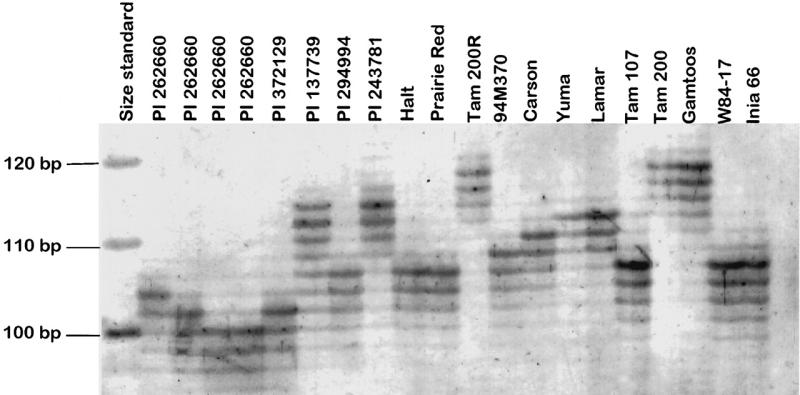 Size standard
PI 262660
PI 262660
PI 262660
PI 262660
PI 372129
PI 137739
PI 294994
PI 243781
Halt
Prairie Red
Tam 200R
94M370
Carson
Yuma
Lamar
Tam 107
Tam 200
Gamtoos
W84-17
Inia 66
120 bp
110 bp
100 bp